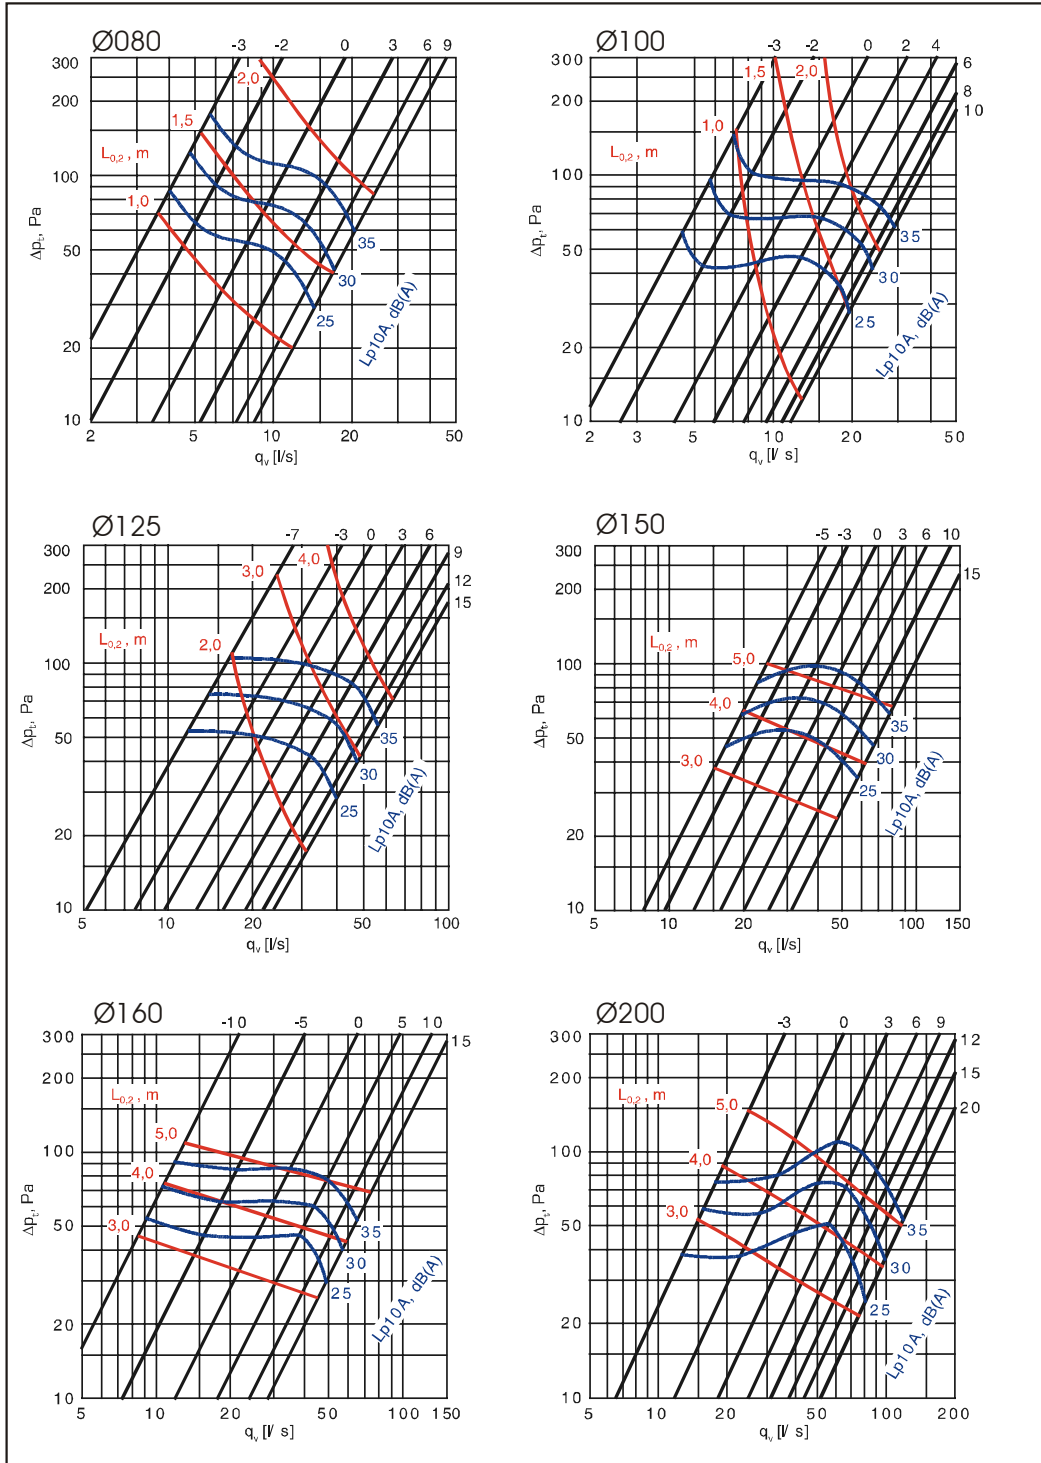 Ø080
-3 -2 0 3 6 9
300
200
100
50
20
10
Δpt, Pa
L0,2 , m
2,0
1,5
1,0
35
30
25
Lp10A, dB(A)
2 5 10 20 50
qv [l/s]
Ø100
-3 -2 0 2 4
6
8
10
300
200
100
50
20
10
Δpt, Pa
L0,2 , m
1,5 2,0
1,0
35
30
25
Lp10A, dB(A)
2 3 5 10 20 50
qv [l/ s]
Ø125
-7 -3 0 3 6
9
12
15
300
200
100
50
20
10
Δpt, Pa
L0,2 , m
4,0
3,0
2,0
35
30
25
Lp10A, dB(A)
5 10 20 50 100
qv [l/s]
Ø150
-5 -3 0 3 6 10
15
300
200
100
50
20
10
Δpt, Pa
L0,2 , m
5,0
4,0
3,0
35
30
25
Lp10A, dB(A)
5 10 20 50 100 150
qv [l/s]
Ø160
-10 -5 0 5 10
15
300
200
100
50
20
10
Δpt, Pa
L0,2 , m
5,0
4,0
3,0
35
30
25
Lp10A, dB(A)
5 10 20 50 100 150
qv [l/ s]
Ø200
-3 0 3 6 9
12
15
20
300
200
100
50
20
10
Δpt, Pa
L0,2 , m
5,0
4,0
3,0
35
30
25
Lp10A, dB(A)
5 10 20 50 100 200
qv [l/ s]